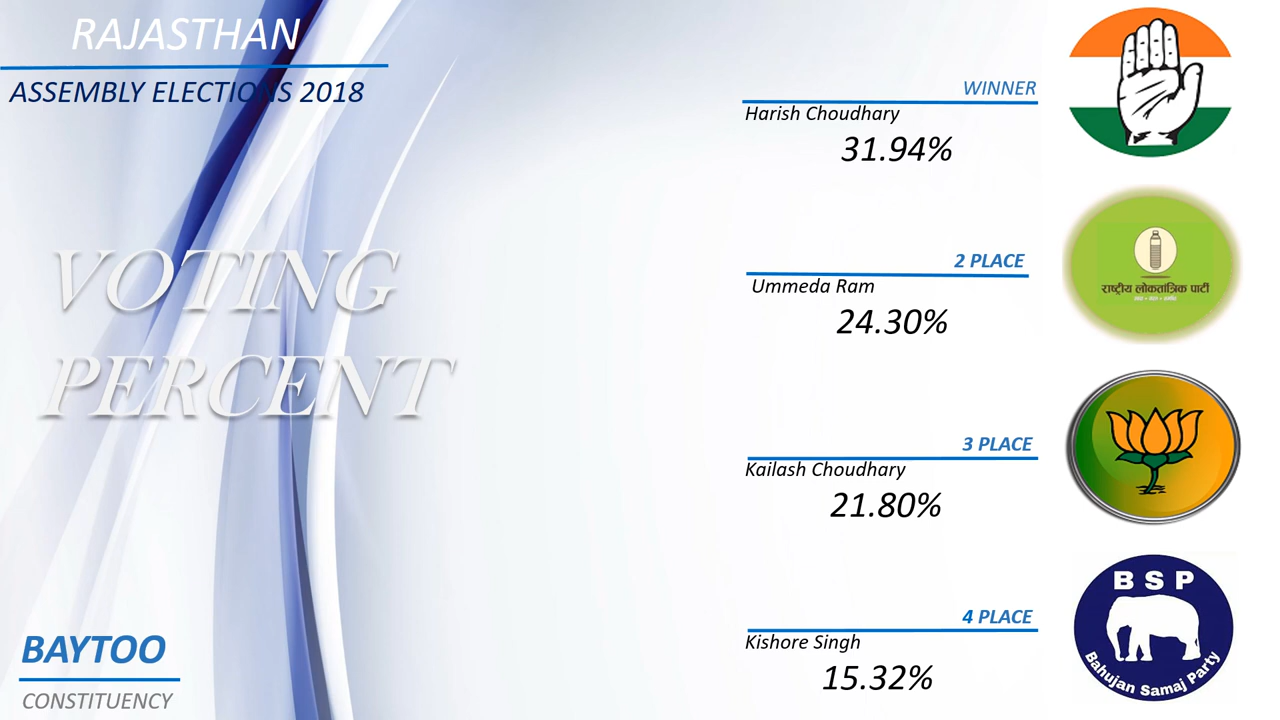 RAJASTHAN
ASSEMBLY ELECTIONS 2018
VOTING
PERCENT
BAYTOO
CONSTITUENCY
WINNER
Harish Choudhary
31.94%
2 PLACE
Ummeda Ram
24.30%
राष्ट्रीय लोकतांत्रिक पार्टी
3 PLACE
Kailash Choudhary
21.80%
4 PLACE
Kishore Singh
15.32%
BSP
Bahujan Samaj Party